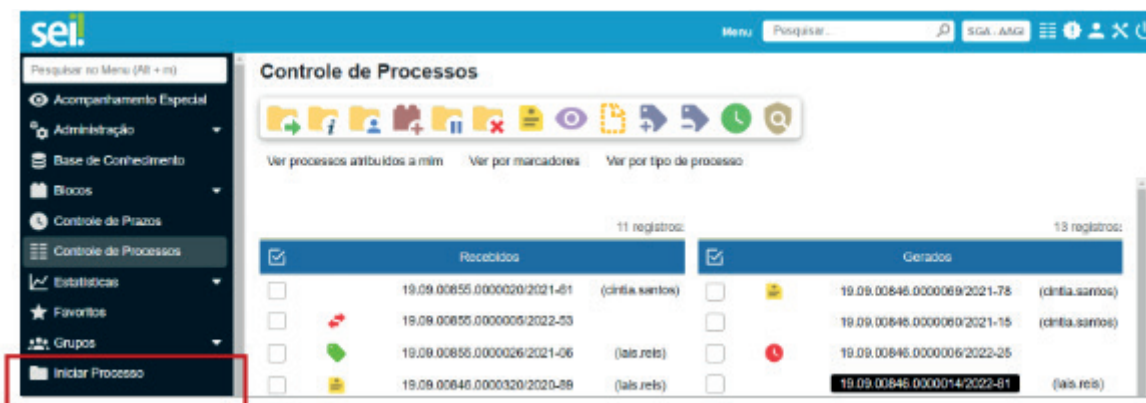 sei!
Menu Pesquisar... SGA - AAGI
Pesquisar no Menu (Alt + m)
Acompanhamento Especial
Administração
Base de Conhecimento
Blocos
Controle de Prazos
Controle de Processos
Estatísticas
Favoritos
Grupos
Iniciar Processo
Controle de Processos
Ver processos atribuídos a mim Ver por marcadores Ver por tipo de processo
11 registros:
Recebidos
19.09.00855.0000020/2021-61 (cintia.santos)
19.09.00855.0000005/2022-53
19.09.00855.0000026/2021-06 (lais.reis)
19.09.00846.0000320/2020-89 (lais.reis)
13 registros:
Gerados
19.09.00846.0000069/2021-78 (cintia.santos)
19.09.00846.0000060/2021-15 (cintia.santos)
19.09.00846.0000006/2022-25
19.09.00846.0000014/2022-81 (lais.reis)